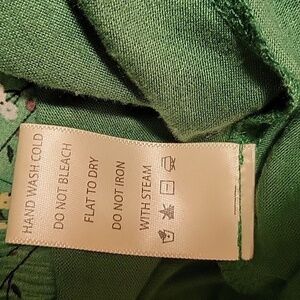 HAND WASH COLD
DO NOT BLEACH
FLAT TO DRY
DO NOT IRON
WITH STEAM